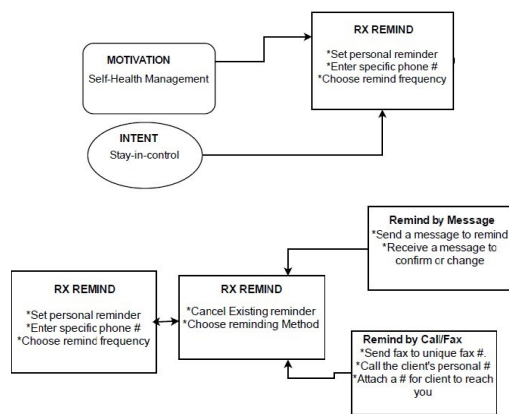 MOTIVATION
Self-Health Management
RX REMIND
*Set personal reminder
*Enter specific phone #
*Choose remind frequency
INTENT
Stay-in-control
Remind by Message
*Send a message to remind
*Receive a message to
confirm or change
RX REMIND
*Set personal reminder
*Enter specific phone #
*Choose remind frequency
RX REMIND
*Cancel Existing reminder
*Choose reminding Method
Remind by Call/Fax
*Send fax to unique fax #.
*Call the client's personal #
*Attach a # for client to reach
you